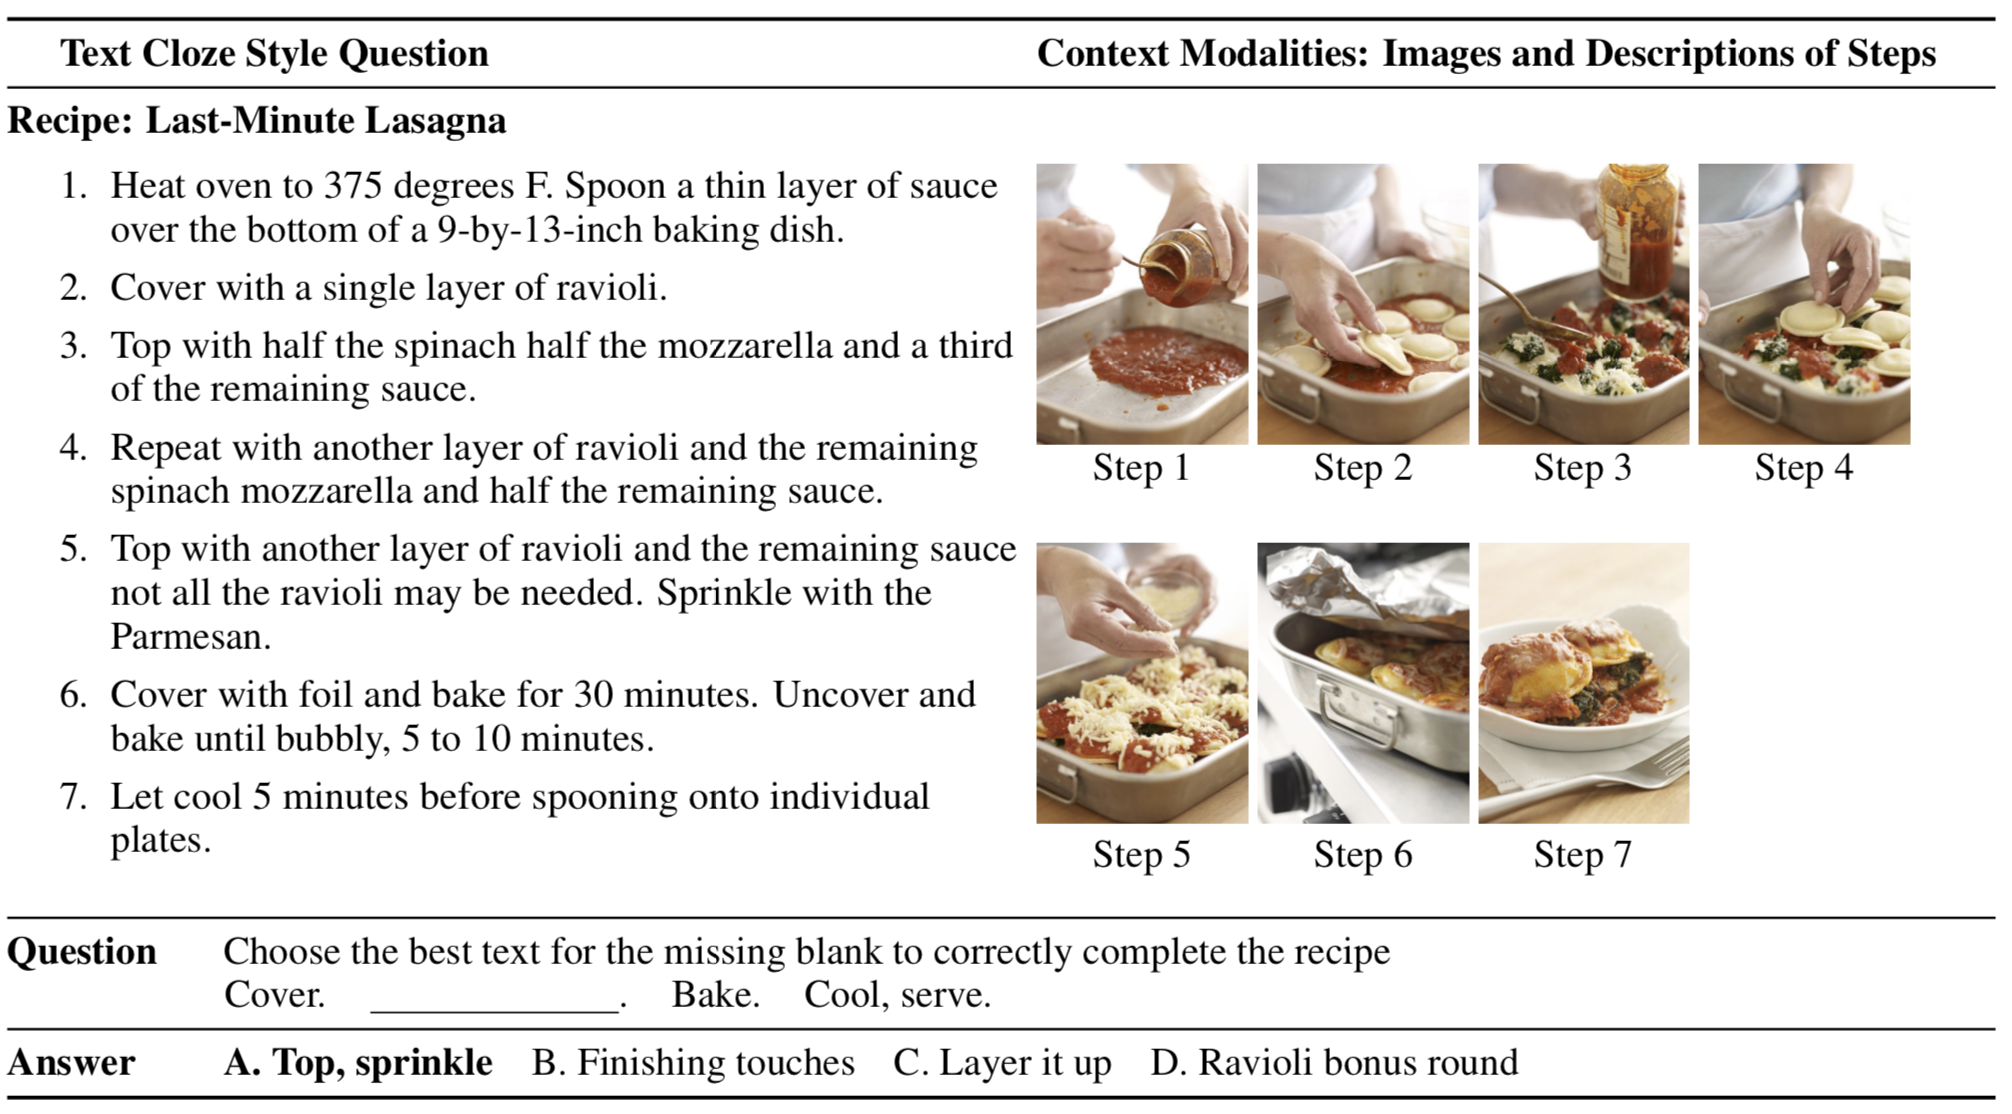 Text Cloze Style Question
Context Modalities: Images and Descriptions of Steps
Recipe: Last-Minute Lasagna
1. Heat oven to 375 degrees F. Spoon a thin layer of sauce
over the bottom of a 9-by-13-inch baking dish.
2. Cover with a single layer of ravioli.
3. Top with half the spinach half the mozzarella and a third
of the remaining sauce.
4. Repeat with another layer of ravioli and the remaining
spinach mozzarella and half the remaining sauce.
5. Top with another layer of ravioli and the remaining sauce
not all the ravioli may be needed. Sprinkle with the
Parmesan.
6. Cover with foil and bake for 30 minutes. Uncover and
bake until bubbly, 5 to 10 minutes.
7. Let cool 5 minutes before spooning onto individual
plates.
Step 1 Step 2 Step 3 Step 4
Step 5 Step 6 Step 7
Question Choose the best text for the missing blank to correctly complete the recipe
Cover. ____________. Bake. Cool, serve.
Answer A. Top, sprinkle B. Finishing touches C. Layer it up D. Ravioli bonus round